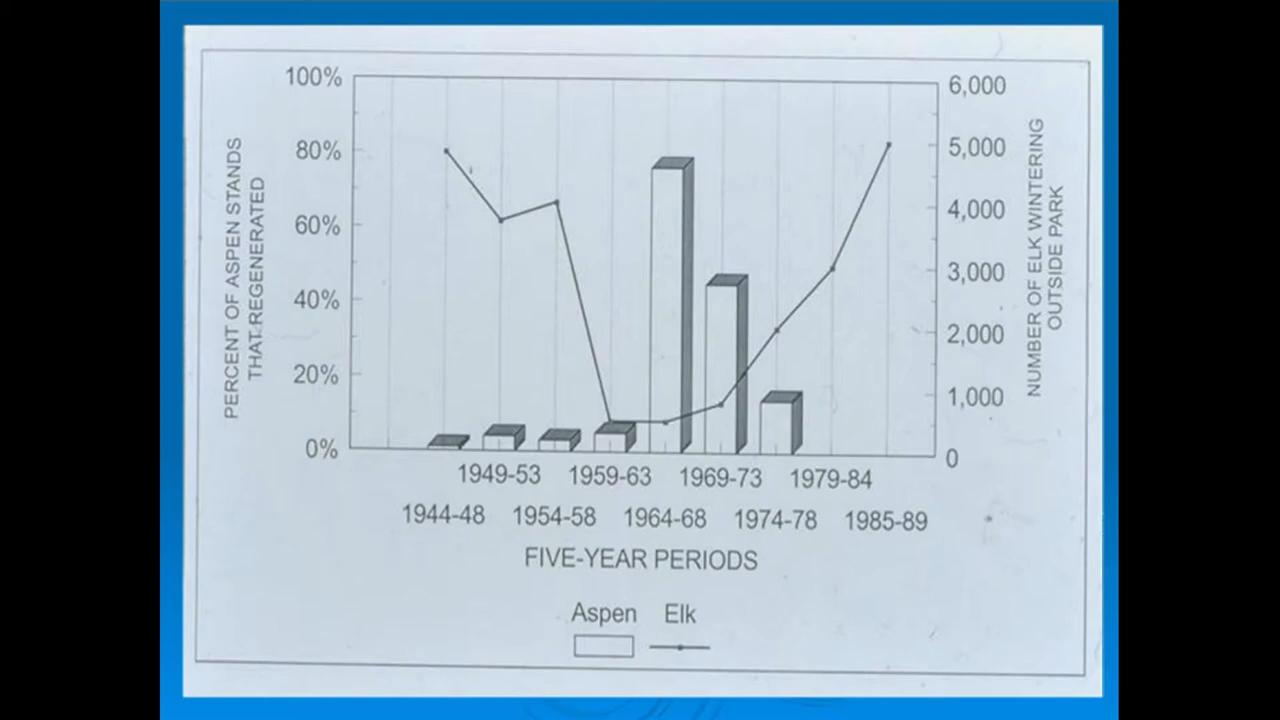 100%
80%
60%
40%
20%
0%
PERCENT OF ASPEN STANDS
THAT REGENERATED
6,000
5,000
4,000
3,000
2,000
1,000
0
NUMBER OF ELK WINTERING
OUTSIDE PARK
1949-53 1959-63 1969-73 1979-84
1944-48 1954-58 1964-68 1974-78 1985-89
FIVE-YEAR PERIODS
Aspen Elk